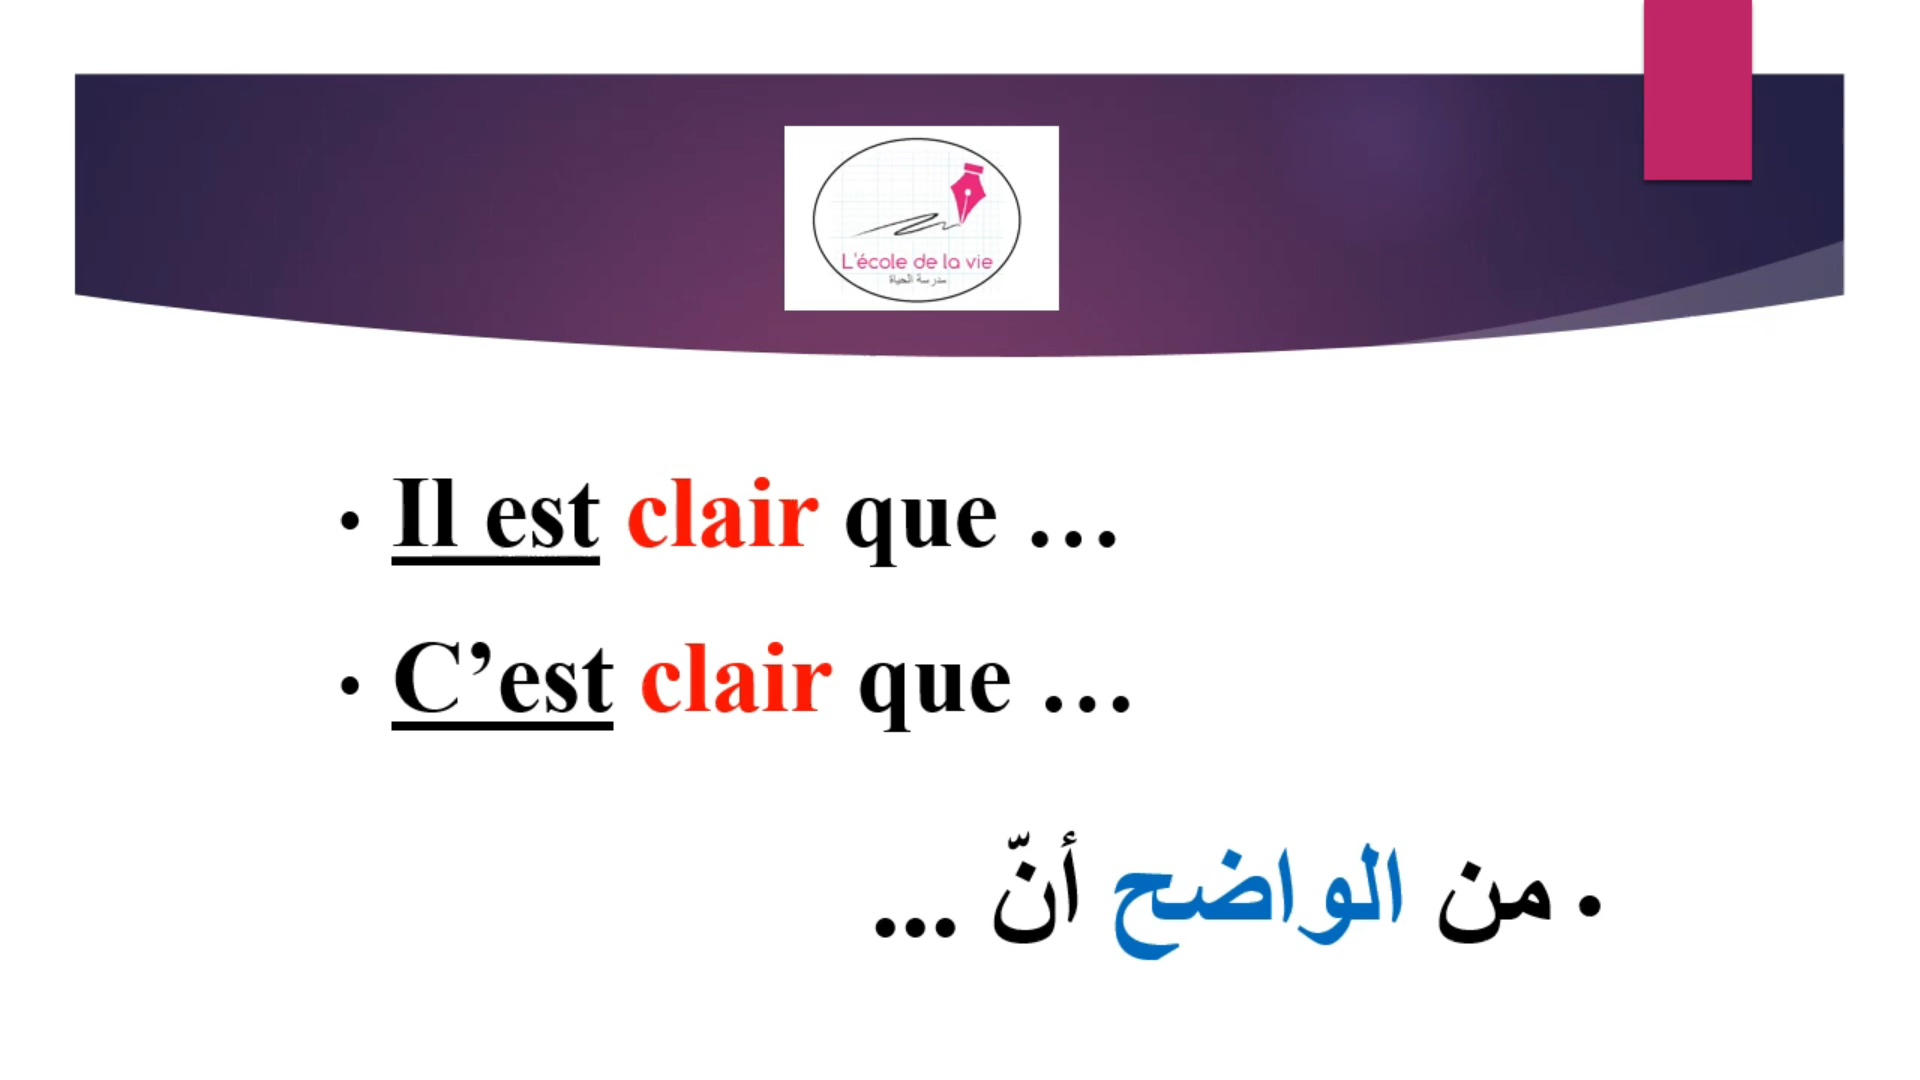 L'école de la vie
مدرسة الحياة
• Il est clair que …
• C’est clair que …
• من الواضح أنّ ...